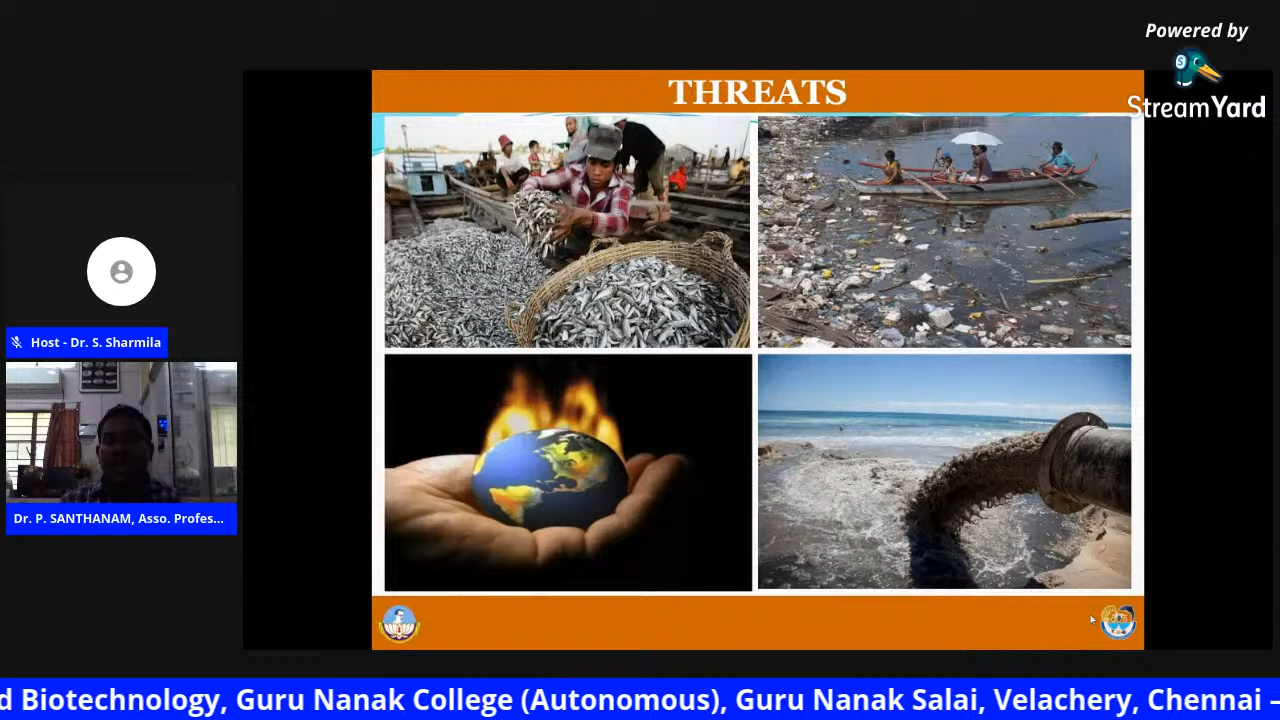 Powered by
StreamYard
THREATS
Host - Dr. S. Sharmila
Dr. P. SANTHANAM, Asso. Profes...
d Biotechnology, Guru Nanak College (Autonomous), Guru Nanak Salai, Velachery, Chennai -